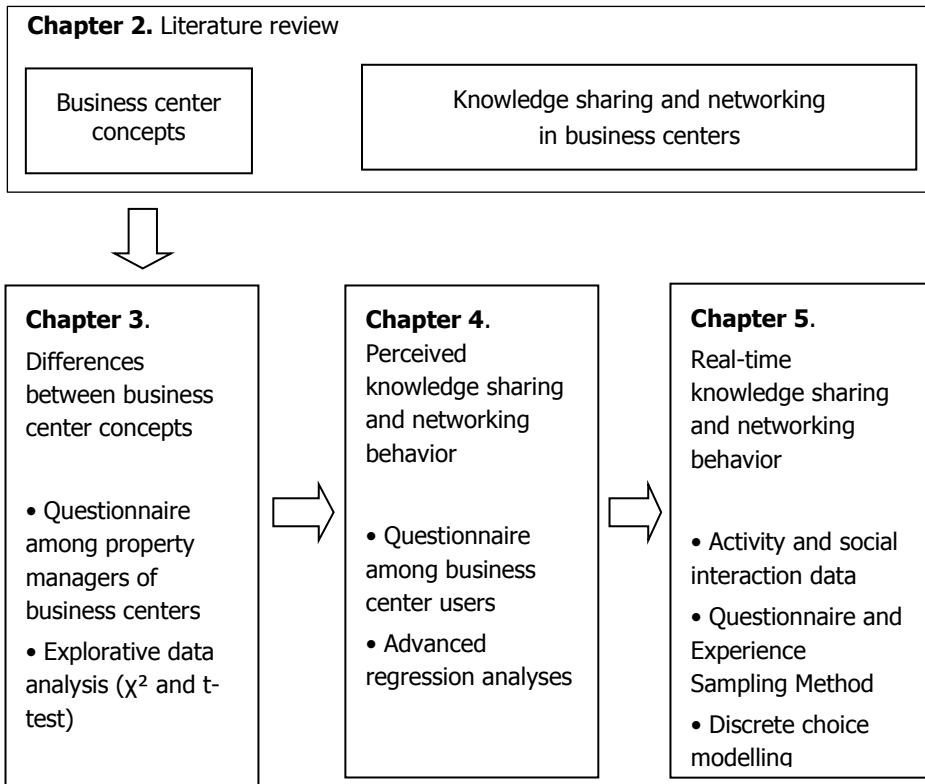 Chapter 2. Literature review
Business center
concepts
Knowledge sharing and networking
in business centers
Chapter 3.
Differences
between business
center concepts
• Questionnaire
among property
managers of
business centers
• Explorative data
analysis (χ² and t-
test)
Chapter 4.
Perceived
knowledge sharing
and networking
behavior
• Questionnaire
among business
center users
• Advanced
regression analyses
Chapter 5.
Real-time
knowledge sharing
and networking
behavior
• Activity and social
interaction data
• Questionnaire and
Experience
Sampling Method
• Discrete choice
modelling